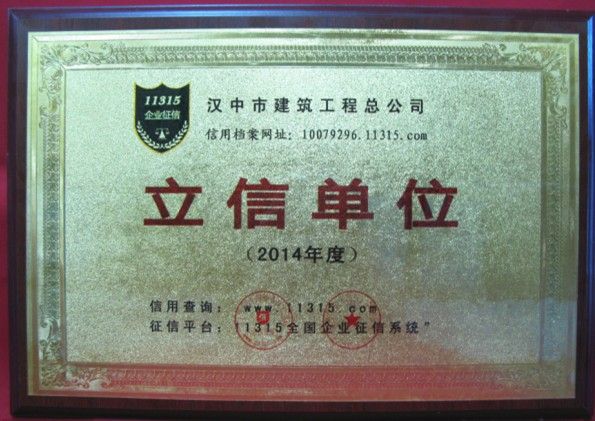 11315
企业征信
汉中市建筑工程总公司
信用档案网址：10079296.11315.com
立信单位
（2014年度）
信用查询： www.11315.com
征信平台：11315全国企业征信系统”